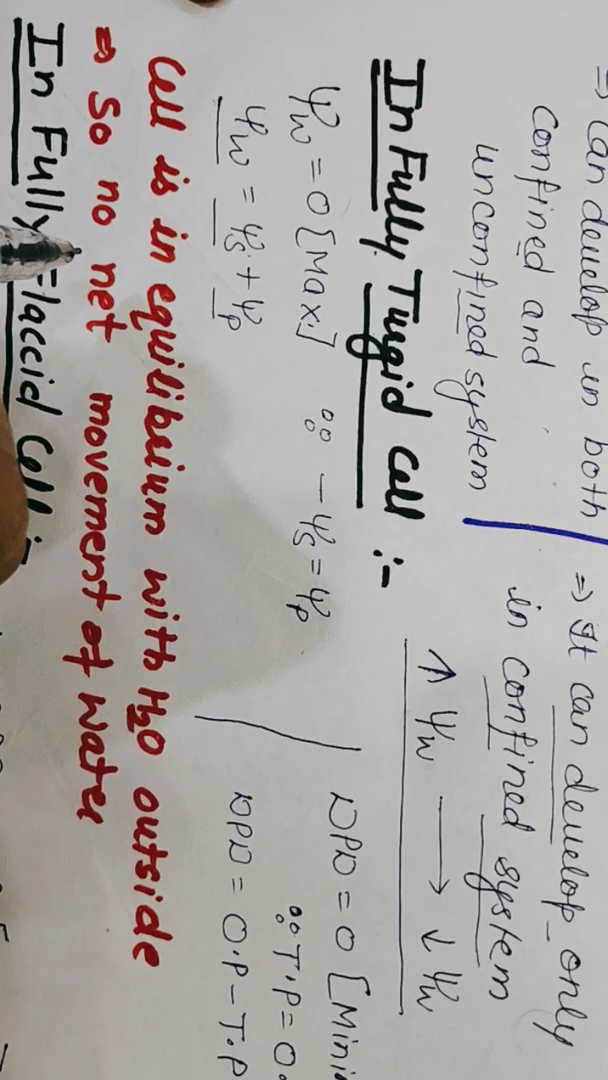 ⇒ Can develop in both
confined and
unconfined system
⇒ It can develop only
in confined system
In Fully Turgid Cell :-
↑ Ψw ⟶ ↓ Ψw
Ψw = 0 [Max.] ∴ -Ψs = Ψp
Ψw = Ψs + Ψp
DPD = 0
∴ T.P = O.
DPD = O.P - T.P
Cell is in equilibrium with H2O outside
⇒ So no net movement of Water
In Fully Flaccid Cell :-